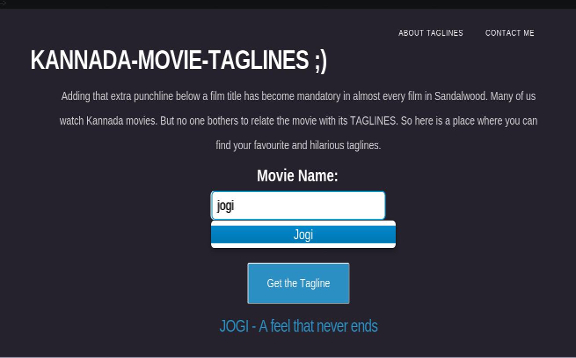 ABOUT TAGLINES CONTACT ME
KANNADA-MOVIE-TAGLINES ;)
Adding that extra punchline below a film title has become mandatory in almost every film in Sandalwood. Many of us
watch Kannada movies. But no one bothers to relate the movie with its TAGLINES. So here is a place where you can
find your favourite and hilarious taglines.
Movie Name:
jogi
Jogi
Get the Tagline
JOGI - A feel that never ends